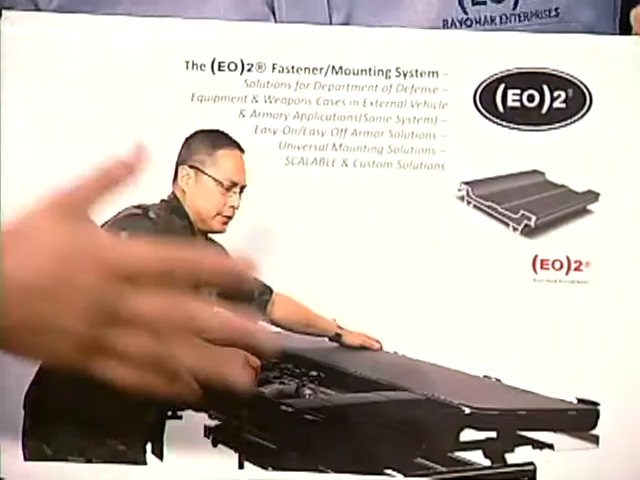 RAYOHAR ENTERPRISES
The (EO)2® Fastener/Mounting System –
Solutions for Department of Defense –
Equipment & Weapons Cases in External Vehicle
& Armory Applications(Same System) –
Easy On/Easy Off Armor Solutions –
Universal Mounting Solutions –
SCALABLE & Custom Solutions
(EO)2®
(EO)2®